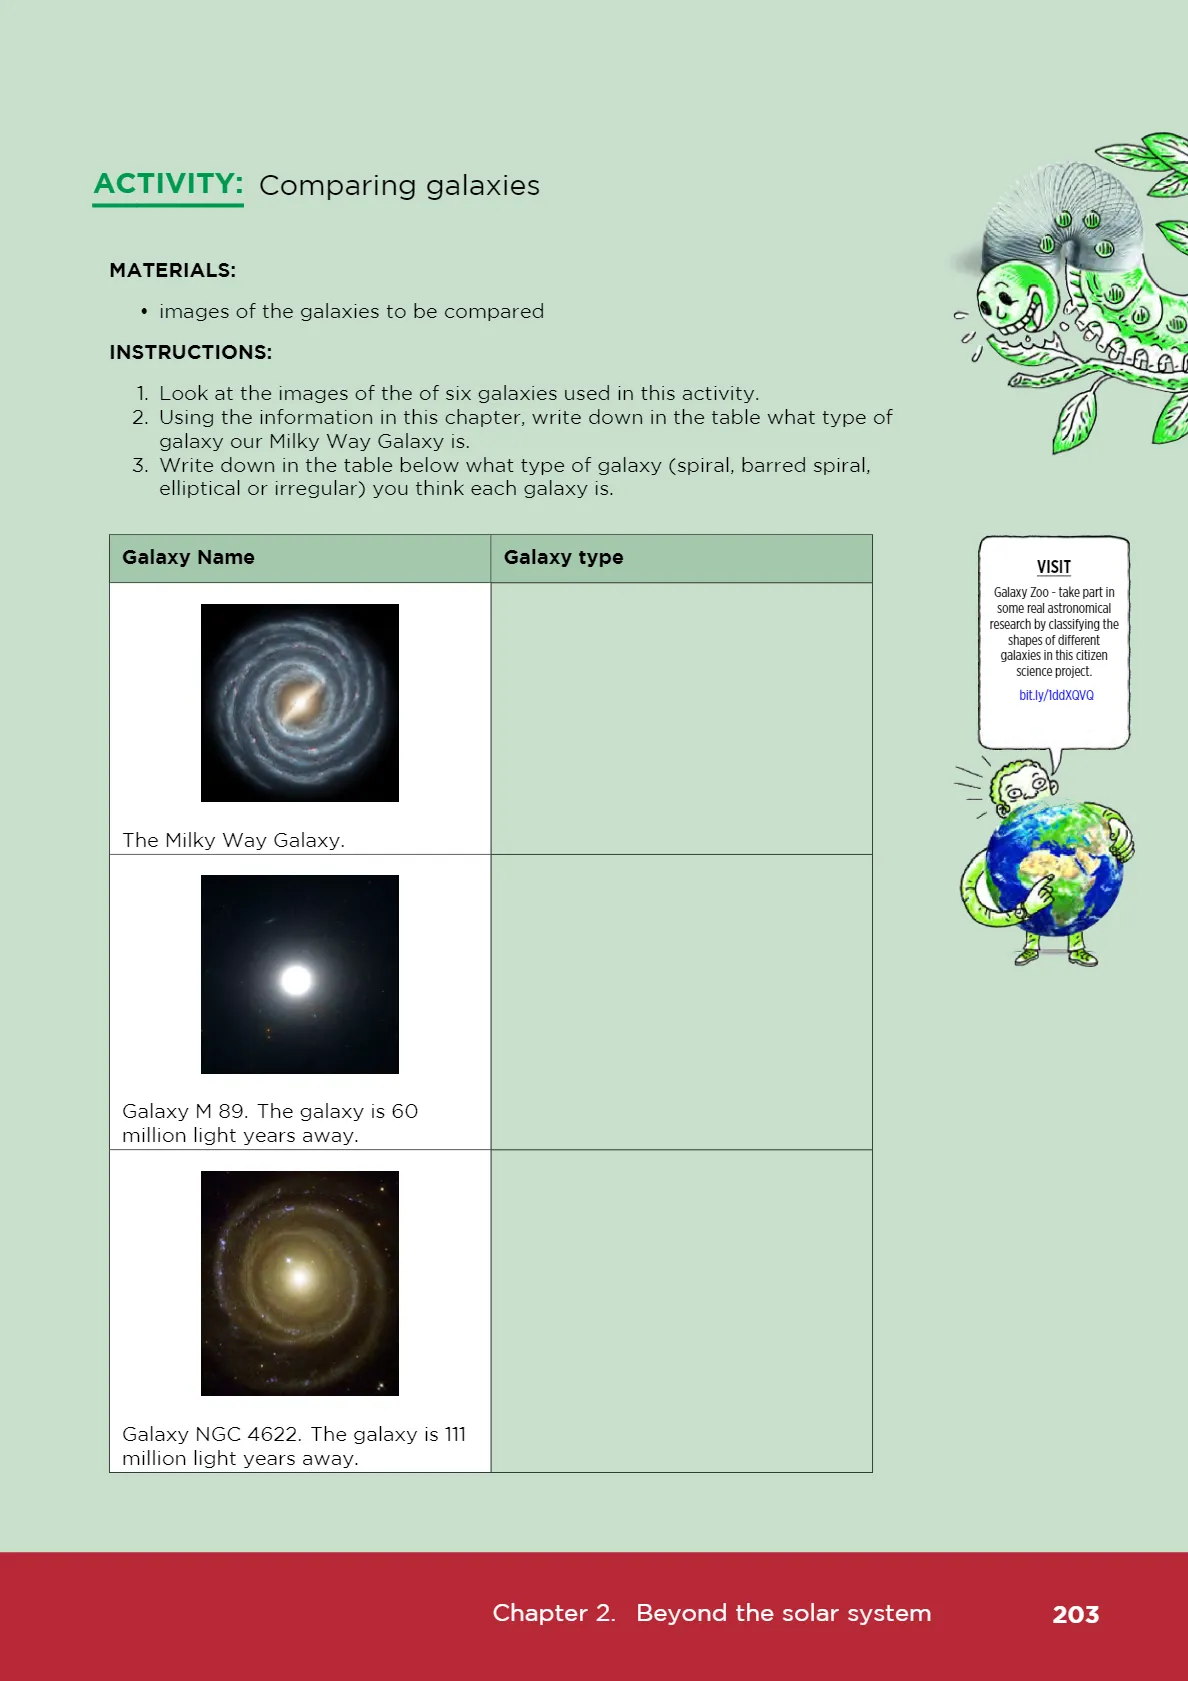 ACTIVITY: Comparing galaxies
MATERIALS:
• images of the galaxies to be compared
INSTRUCTIONS:
1. Look at the images of the of six galaxies used in this activity.
2. Using the information in this chapter, write down in the table what type of
galaxy our Milky Way Galaxy is.
3. Write down in the table below what type of galaxy (spiral, barred spiral,
elliptical or irregular) you think each galaxy is.
Galaxy Name
Galaxy type
The Milky Way Galaxy.
Galaxy M 89. The galaxy is 60
million light years away.
Galaxy NGC 4622. The galaxy is 111
million light years away.
VISIT
Galaxy Zoo - take part in
some real astronomical
research by classifying the
shapes of different
galaxies in this citizen
science project.
bit.ly/1ddXQVQ
Chapter 2. Beyond the solar system
203